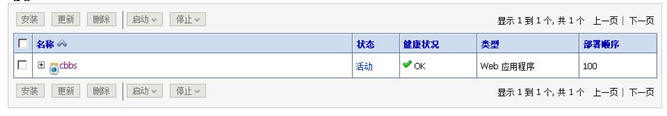 安装 更新 删除 启动 停止 显示 1 到 1 个, 共 1 个 上一页 | 下一页
名称 状态 健康状况 类型 部署顺序
cbbs 活动 OK Web 应用程序 100
安装 更新 删除 启动 停止 显示 1 到 1 个, 共 1 个 上一页 | 下一页